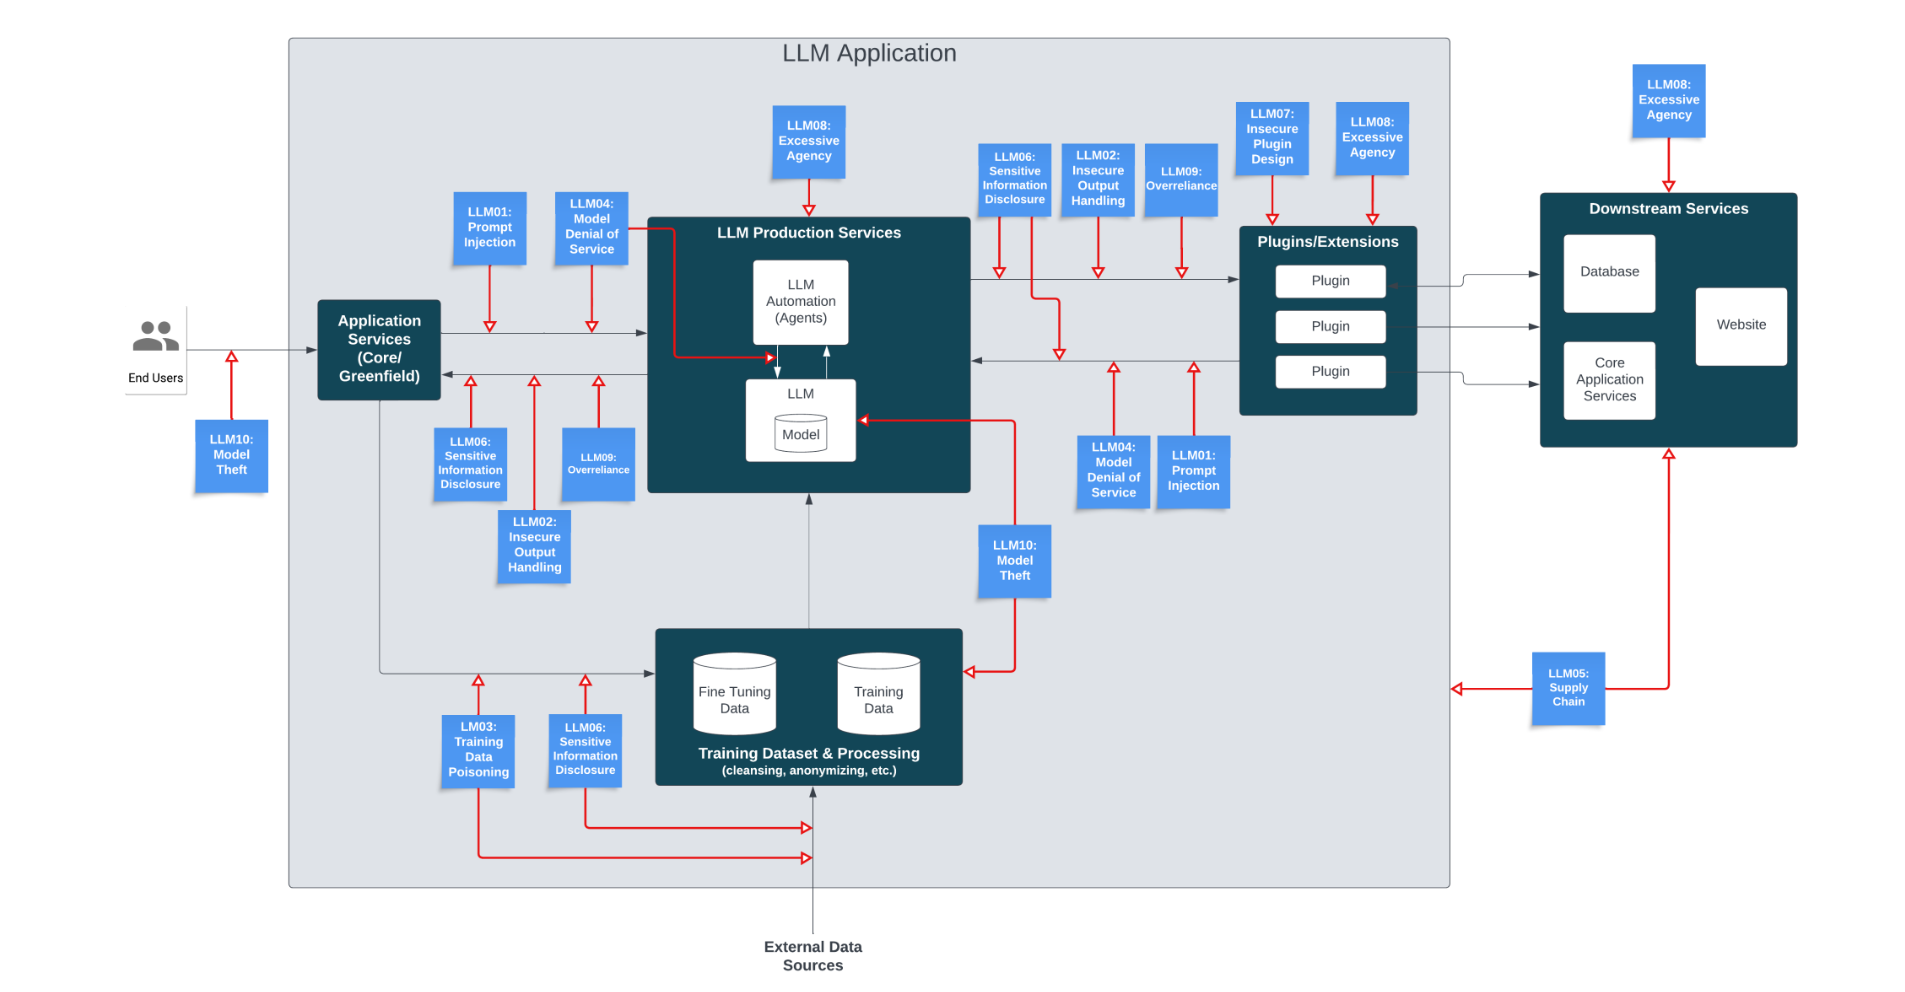 LLM Application
LLM08:
Excessive
Agency
LLM08:
Excessive
Agency
LLM07:
Insecure
Plugin
Design
LLM08:
Excessive
Agency
LLM06:
Sensitive
Information
Disclosure
LLM02:
Insecure
Output
Handling
LLM09:
Overreliance
LLM01:
Prompt
Injection
LLM04:
Model
Denial of
Service
LLM Production Services
LLM
Automation
(Agents)
LLM
Model
Plugins/Extensions
Plugin
Plugin
Plugin
Downstream Services
Database
Website
Core
Application
Services
End Users
Application
Services
(Core/
Greenfield)
LLM10:
Model
Theft
LLM06:
Sensitive
Information
Disclosure
LLM09:
Overreliance
LLM02:
Insecure
Output
Handling
LLM04:
Model
Denial of
Service
LLM01:
Prompt
Injection
LLM10:
Model
Theft
Fine Tuning
Data
Training
Data
Training Dataset & Processing
(cleansing, anonymizing, etc.)
LM03:
Training
Data
Poisoning
LLM06:
Sensitive
Information
Disclosure
LLM05:
Supply
Chain
External Data
Sources